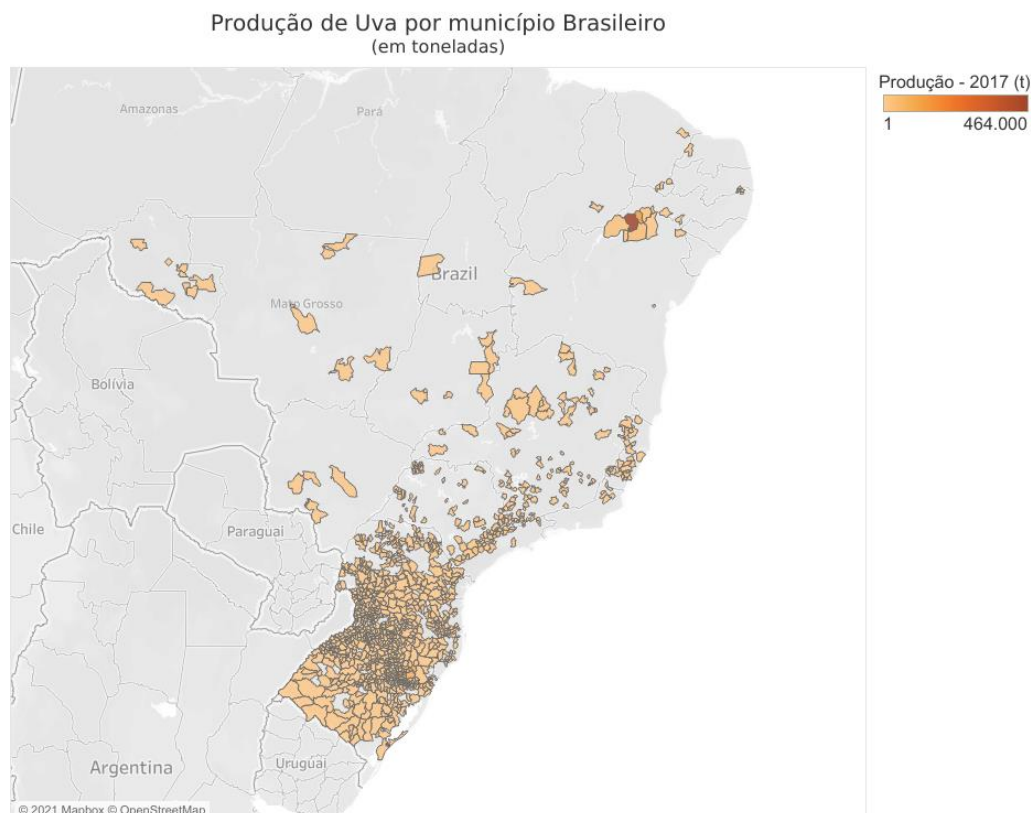 Produção de Uva por município Brasileiro
(em toneladas)
Produção - 2017 (t)
1 464.000
Amazonas
Pará
Brazil
Mato Grosso
Bolívia
Paraguai
Chile
Uruguai
Argentina
© 2021 Mapbox © OpenStreetMap